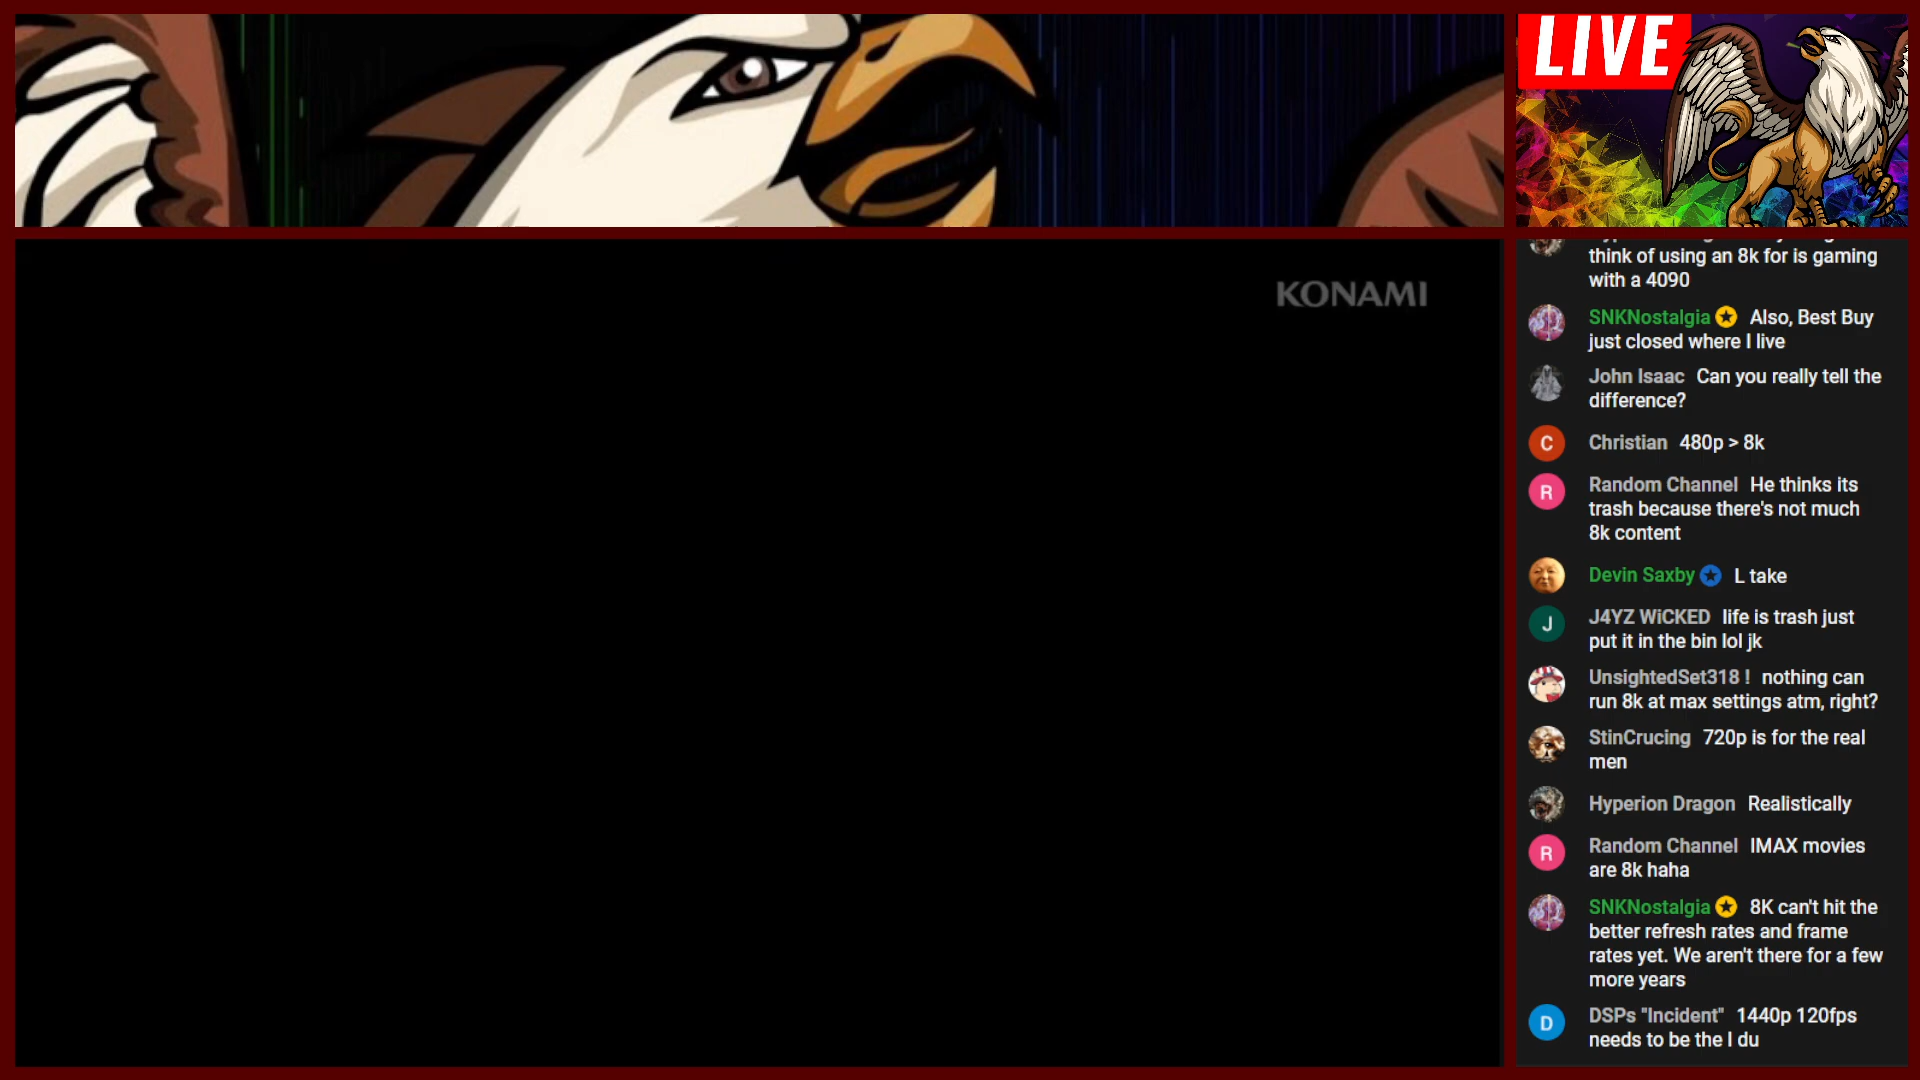 LIVE
KONAMI
think of using an 8k for is gaming
with a 4090
SNKNostalgia Also, Best Buy
just closed where I live
John Isaac Can you really tell the
difference?
C Christian 480p > 8k
R Random Channel He thinks its
trash because there's not much
8k content
Devin Saxby L take
J J4YZ WiCKED life is trash just
put it in the bin lol jk
UnsightedSet318 ! nothing can
run 8k at max settings atm, right?
StinCrucing 720p is for the real
men
Hyperion Dragon Realistically
R Random Channel IMAX movies
are 8k haha
SNKNostalgia 8K can't hit the
better refresh rates and frame
rates yet. We aren't there for a few
more years
D DSPs "Incident" 1440p 120fps
needs to be the I du